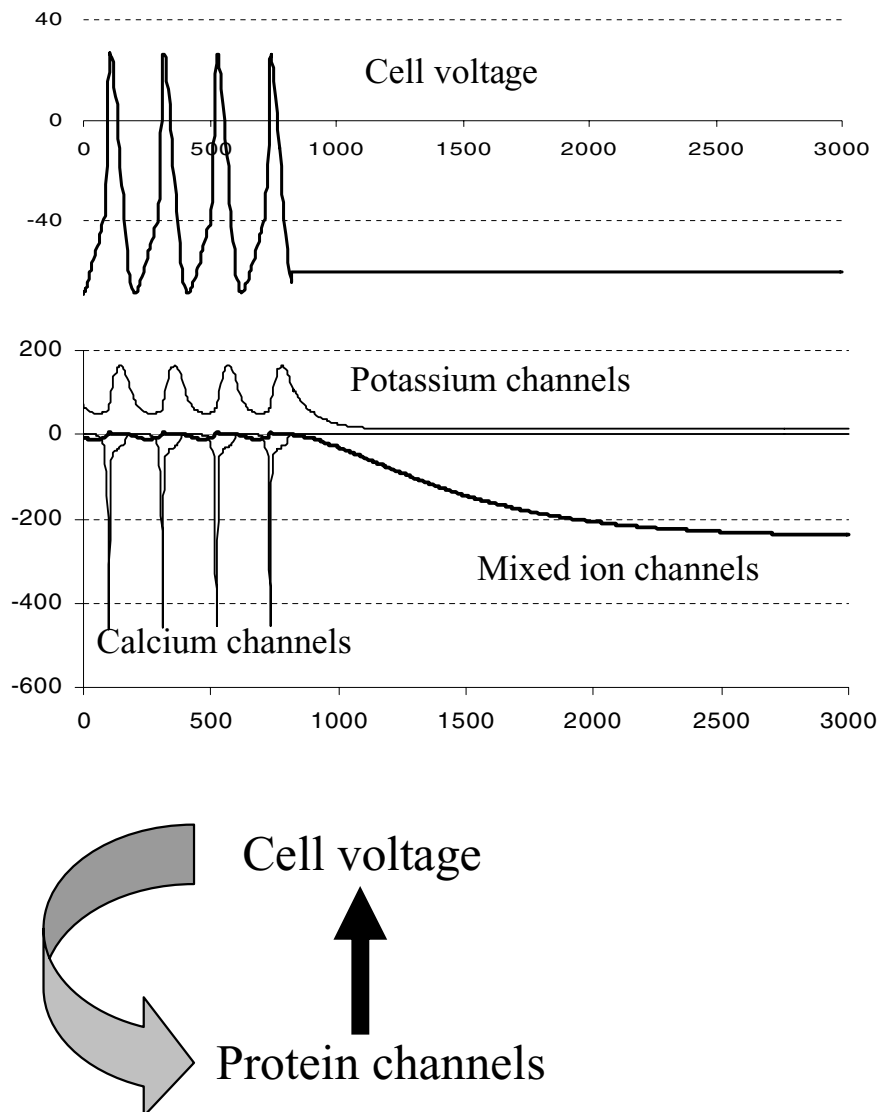 40
Cell voltage
0
0 500 1000 1500 2000 2500 3000
-40
200
Potassium channels
0
-200
Mixed ion channels
-400
Calcium channels
-600
0 500 1000 1500 2000 2500 3000
Cell voltage
Protein channels